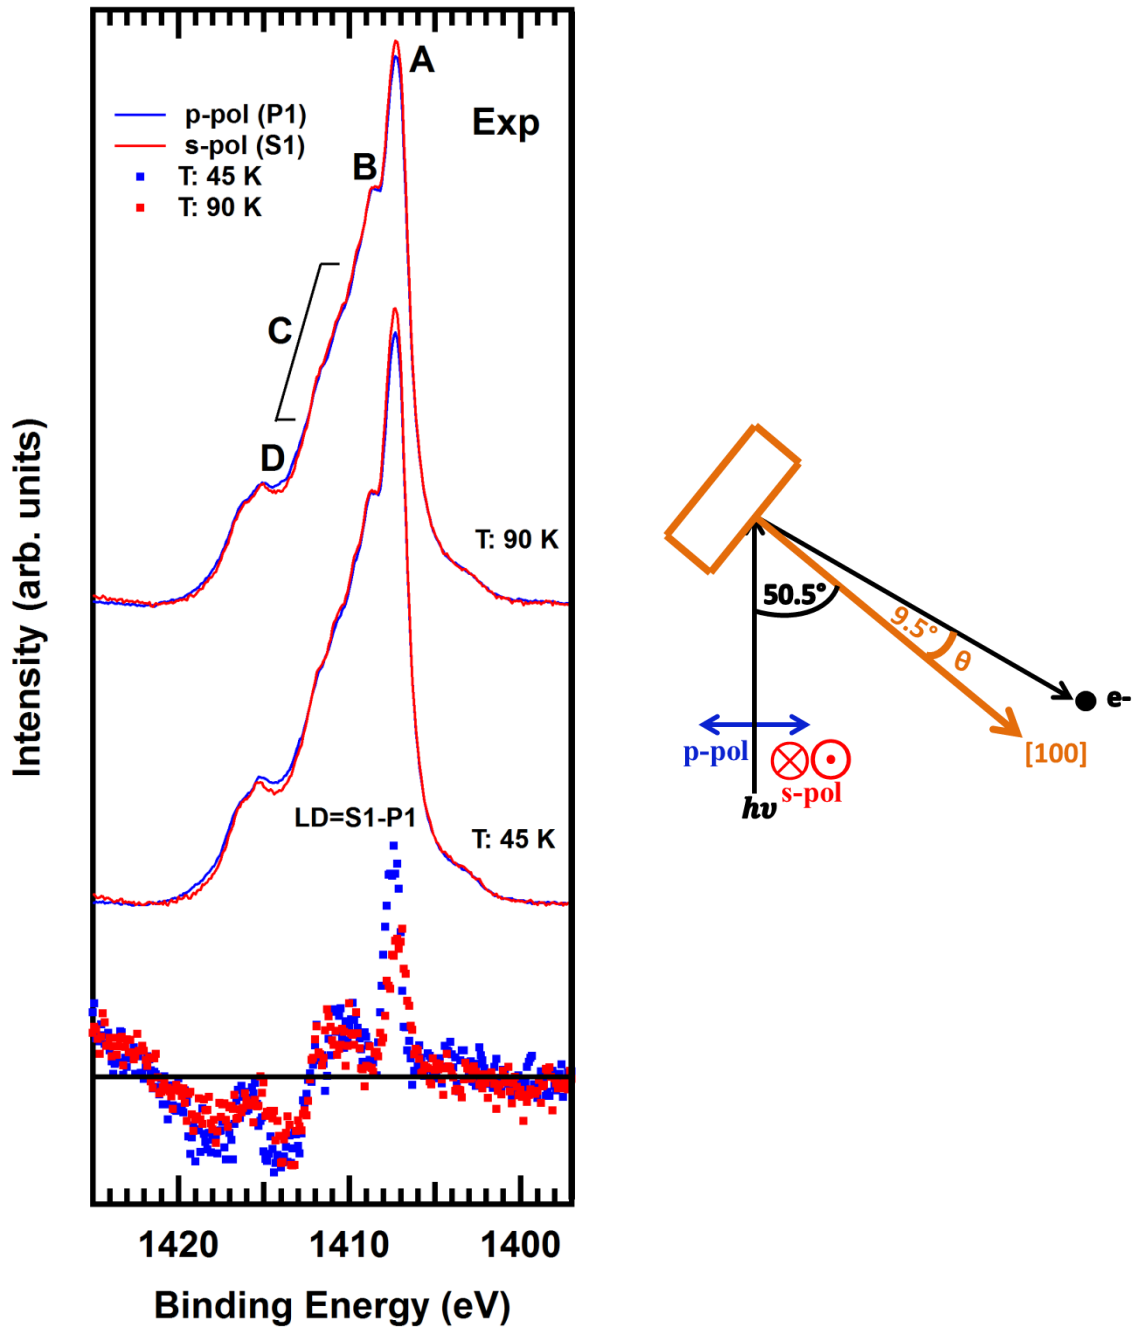 A
p-pol (P1)
s-pol (S1)
T: 45 K
T: 90 K
Exp
B
C
D
T: 90 K
LD=S1-P1
T: 45 K
1420
1410
1400
Binding Energy (eV)
Intensity (arb. units)
50.5°
9.5°
θ
e-
[100]
p-pol
s-pol
hν